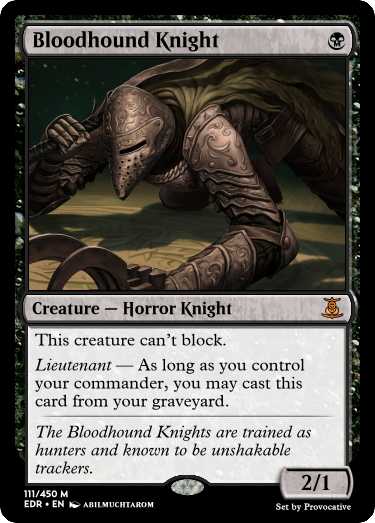 Bloodhound Knight
Creature — Horror Knight
This creature can't block.
Lieutenant — As long as you control
your commander, you may cast this
card from your graveyard.
The Bloodhound Knights are trained as
hunters and known to be unshakable
trackers.
2/1
111/450 M
EDR • EN ABILMUCHTAROM
Set by Provocative